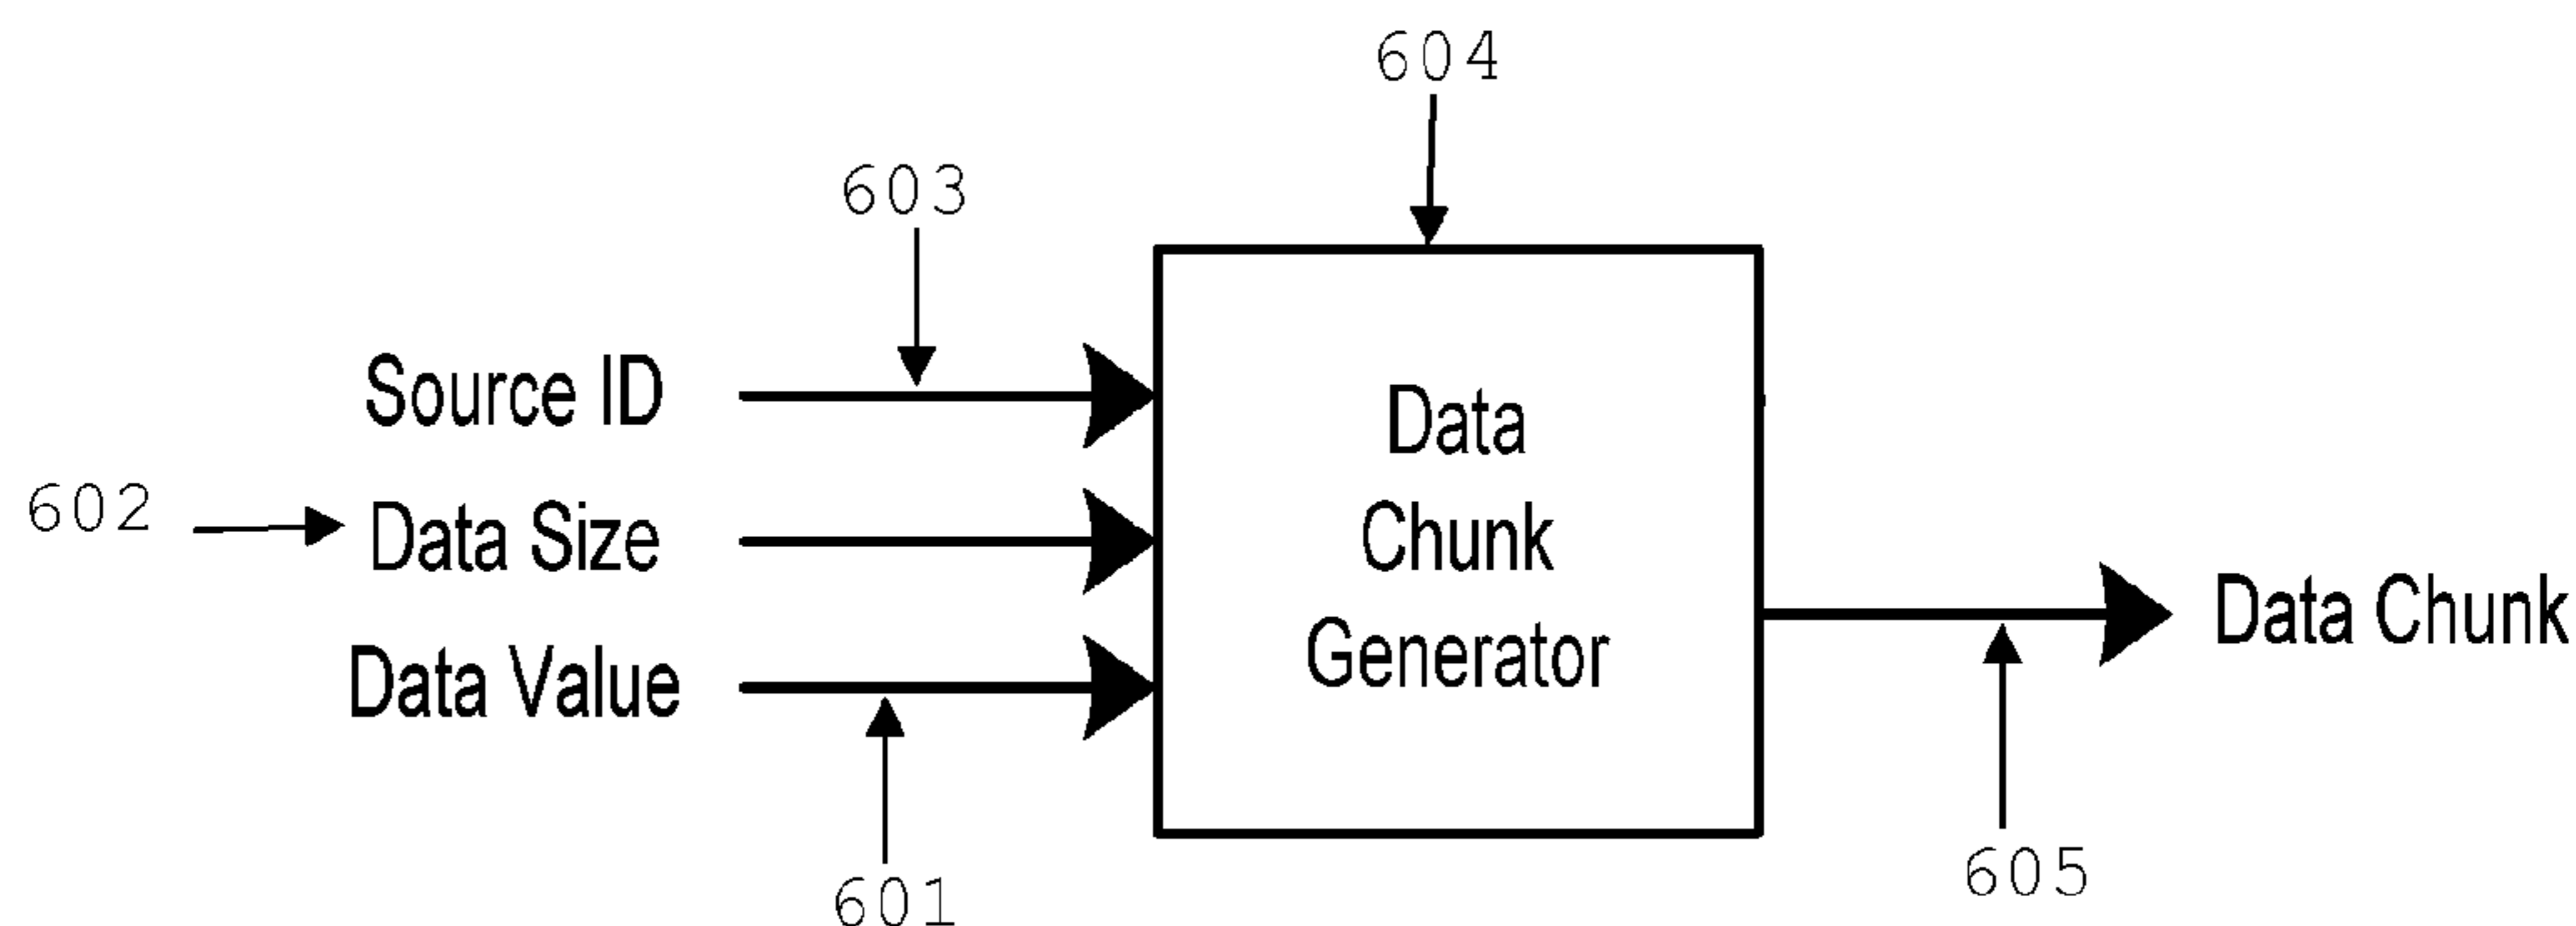 604
603
Source ID
602
Data Size
Data Value
601
Data
Chunk
Generator
Data Chunk
605